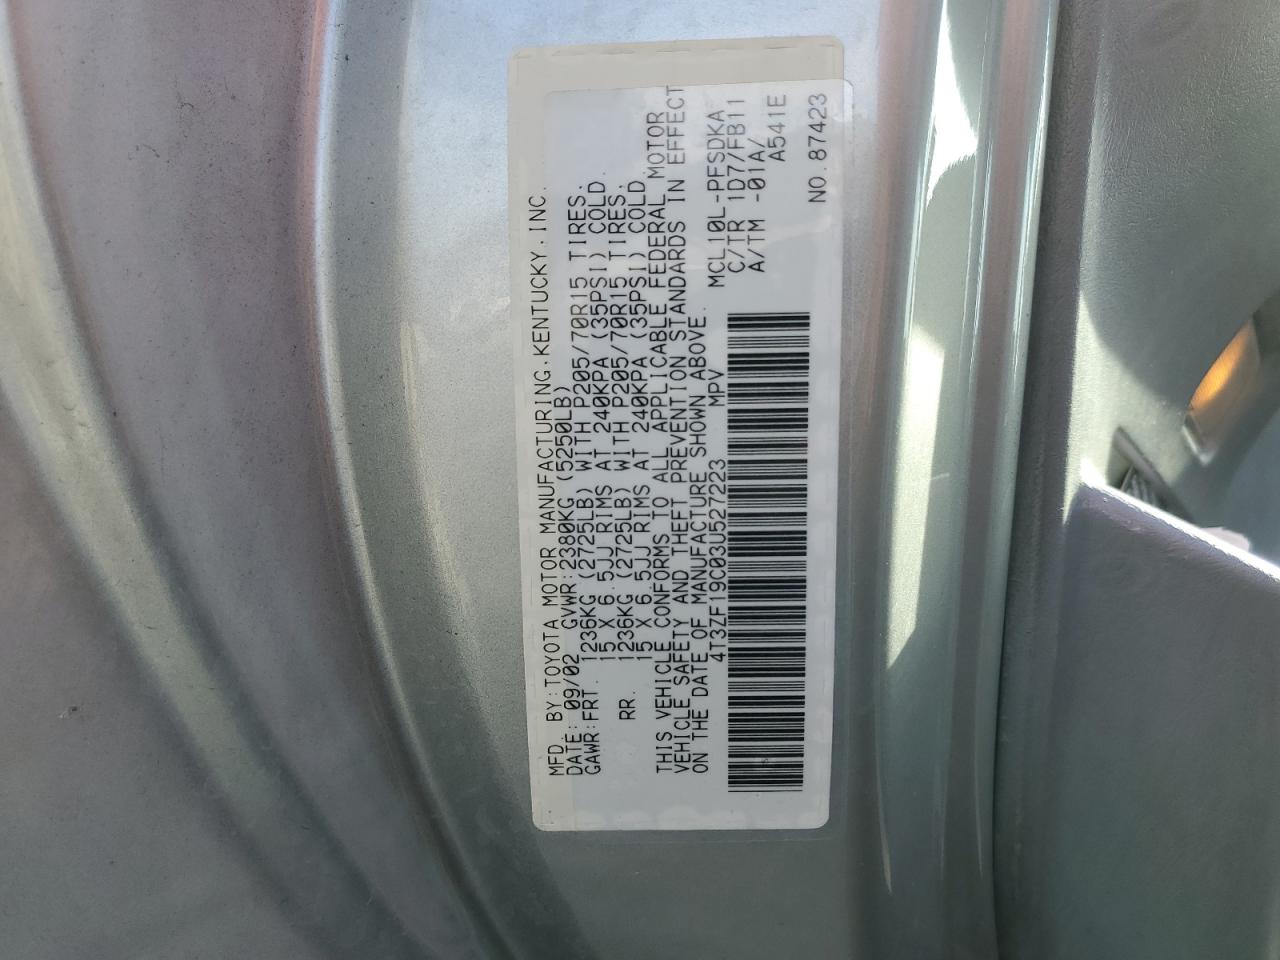 MFD. BY: TOYOTA MOTOR MANUFACTURING. KENTUCKY, INC.
DATE: 09/02 GVWR: 2380KG (5250LB)
GAWR: FRT. 1236KG (2725LB) WITH P205/70R15 TIRES.
15 X 6.5JJ RIMS AT 240KPA (35PSI) COLD.
RR. 1236KG (2725LB) WITH P205/70R15 TIRES.
15 X 6.5JJ RIMS AT 240KPA (35PSI) COLD.
THIS VEHICLE CONFORMS TO ALL APPLICABLE FEDERAL MOTOR
VEHICLE SAFETY AND THEFT PREVENTION STANDARDS IN EFFECT
ON THE DATE OF MANUFACTURE SHOWN ABOVE.
4T3ZF19C03U527223 MPV
MCL10L-PFSDKA
C/TR 1D7/FB11
A/TM -01A/
A541E
NO. 87423